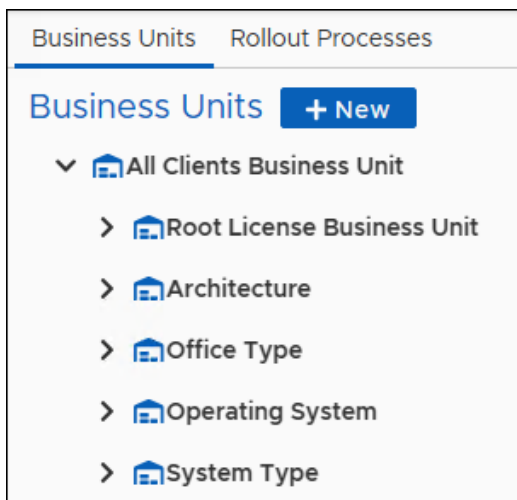 Business Units Rollout Processes
Business Units + New
All Clients Business Unit
Root License Business Unit
Architecture
Office Type
Operating System
System Type